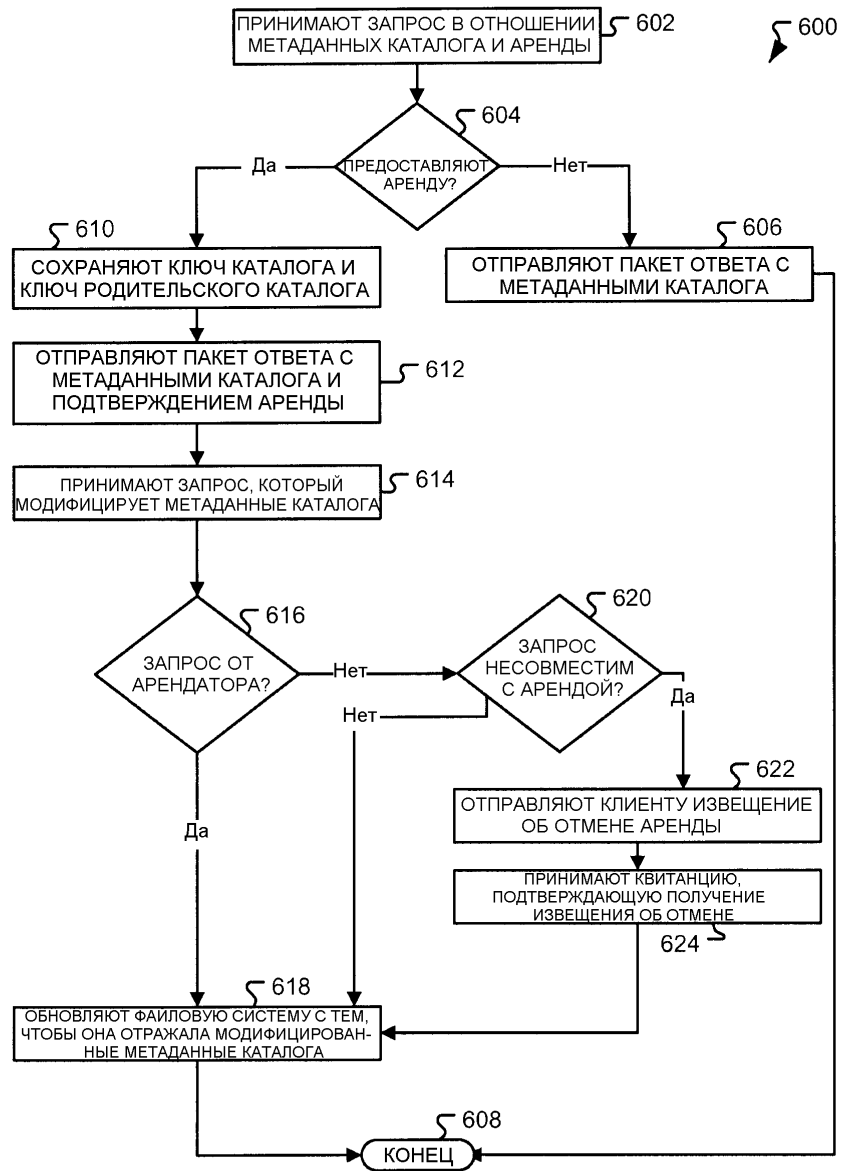 ПРИНИМАЮТ ЗАПРОС В ОТНОШЕНИИ
МЕТАДАННЫХ КАТАЛОГА И АРЕНДЫ
602
600
604
ПРЕДОСТАВЛЯЮТ
АРЕНДУ?
Да
Нет
610
СОХРАНЯЮТ КЛЮЧ КАТАЛОГА И
КЛЮЧ РОДИТЕЛЬСКОГО КАТАЛОГА
606
ОТПРАВЛЯЮТ ПАКЕТ ОТВЕТА С
МЕТАДАННЫМИ КАТАЛОГА
ОТПРАВЛЯЮТ ПАКЕТ ОТВЕТА С
МЕТАДАННЫМИ КАТАЛОГА И
ПОДТВЕРЖДЕНИЕМ АРЕНДЫ
612
ПРИНИМАЮТ ЗАПРОС, КОТОРЫЙ
МОДИФИЦИРУЕТ МЕТАДАННЫЕ КАТАЛОГА
614
616
ЗАПРОС ОТ
АРЕНДАТОРА?
Нет
620
ЗАПРОС
НЕСОВМЕСТИМ
С АРЕНДОЙ?
Нет
Да
622
ОТПРАВЛЯЮТ КЛИЕНТУ ИЗВЕЩЕНИЕ
ОБ ОТМЕНЕ АРЕНДЫ
Да
ПРИНИМАЮТ КВИТАНЦИЮ,
ПОДТВЕРЖДАЮЩУЮ ПОЛУЧЕНИЕ
ИЗВЕЩЕНИЯ ОБ ОТМЕНЕ
624
618
ОБНОВЛЯЮТ ФАИЛОВУЮ СИСТЕМУ С ТЕМ,
ЧТОБЫ ОНА ОТРАЖАЛА МОДИФИЦИРОВАН-
НЫЕ МЕТАДАННЫЕ КАТАЛОГА
608
КОНЕЦ